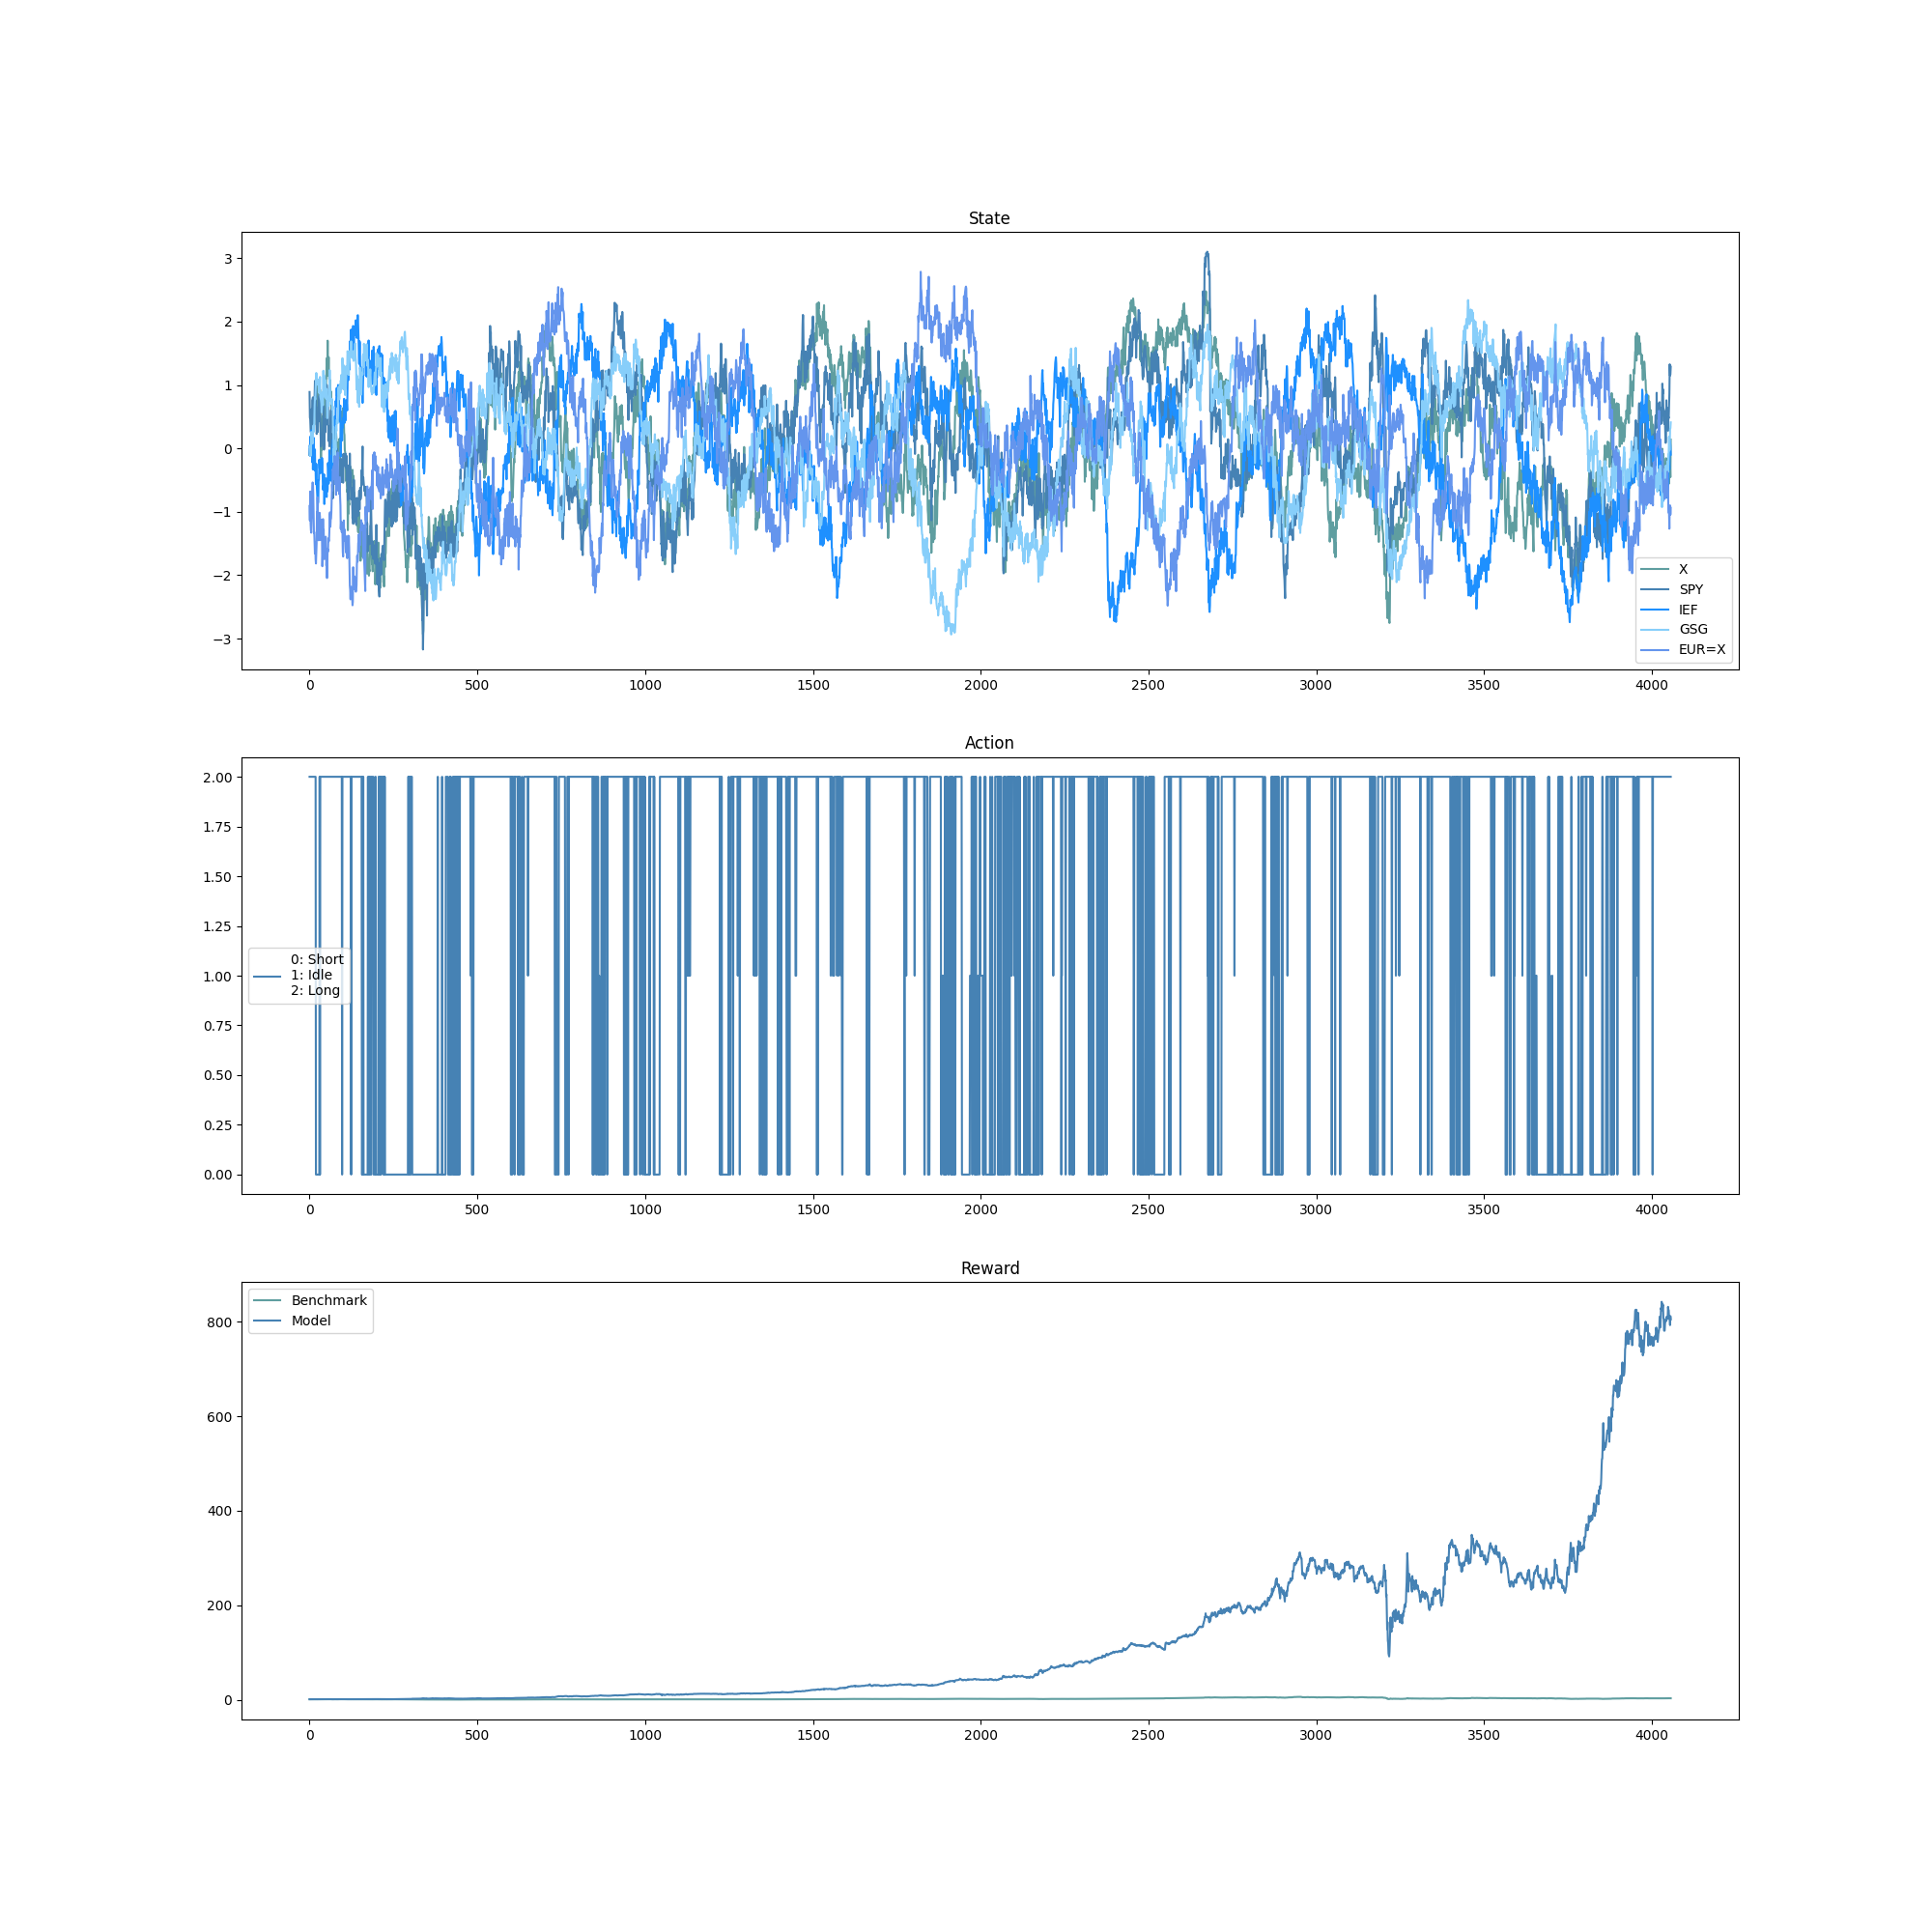 State
3
2
1
0
−1
−2
−3
X
SPY
IEF
GSG
EUR=X
0 500 1000 1500 2000 2500 3000 3500 4000
Action
2.00
1.75
1.50
1.25
1.00
0.75
0.50
0.25
0.00
0: Short
1: Idle
2: Long
0 500 1000 1500 2000 2500 3000 3500 4000
Reward
Benchmark
Model
800
600
400
200
0
0 500 1000 1500 2000 2500 3000 3500 4000